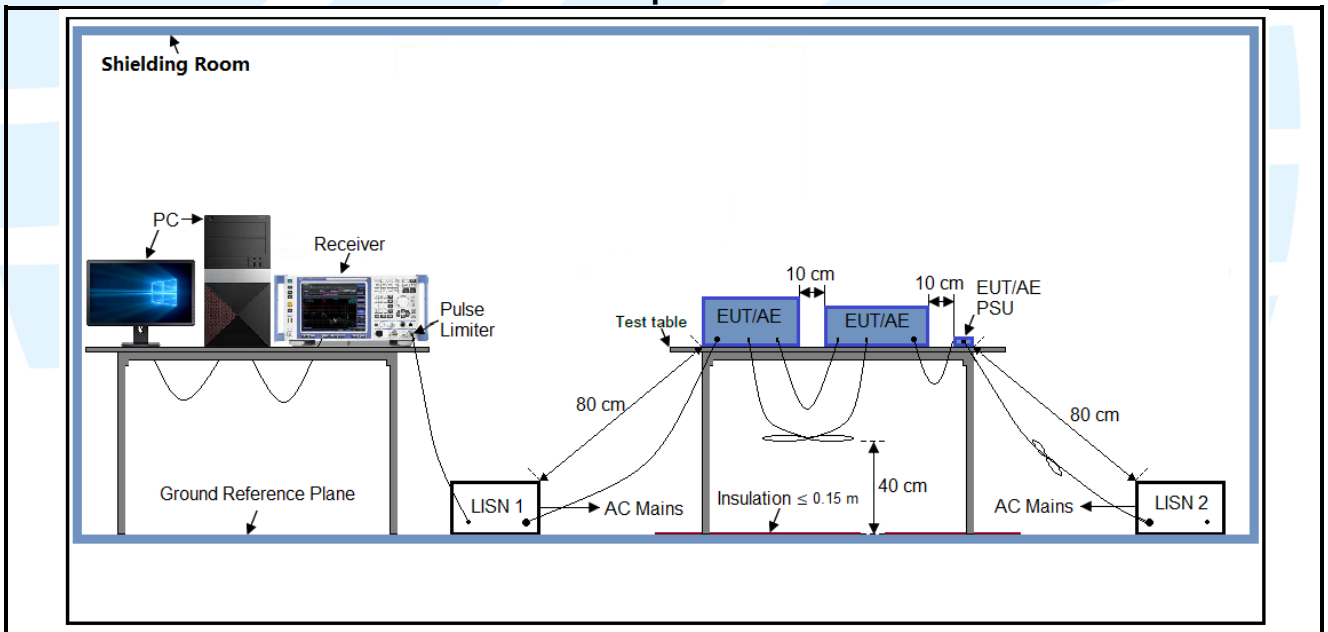 Shielding Room
PC
Receiver
Pulse
Limiter
10 cm
10 cm
EUT/AE
PSU
Test table
EUT/AE
EUT/AE
80 cm
80 cm
40 cm
Ground Reference Plane
LISN 1
AC Mains
Insulation ≤ 0.15 m
AC Mains
LISN 2